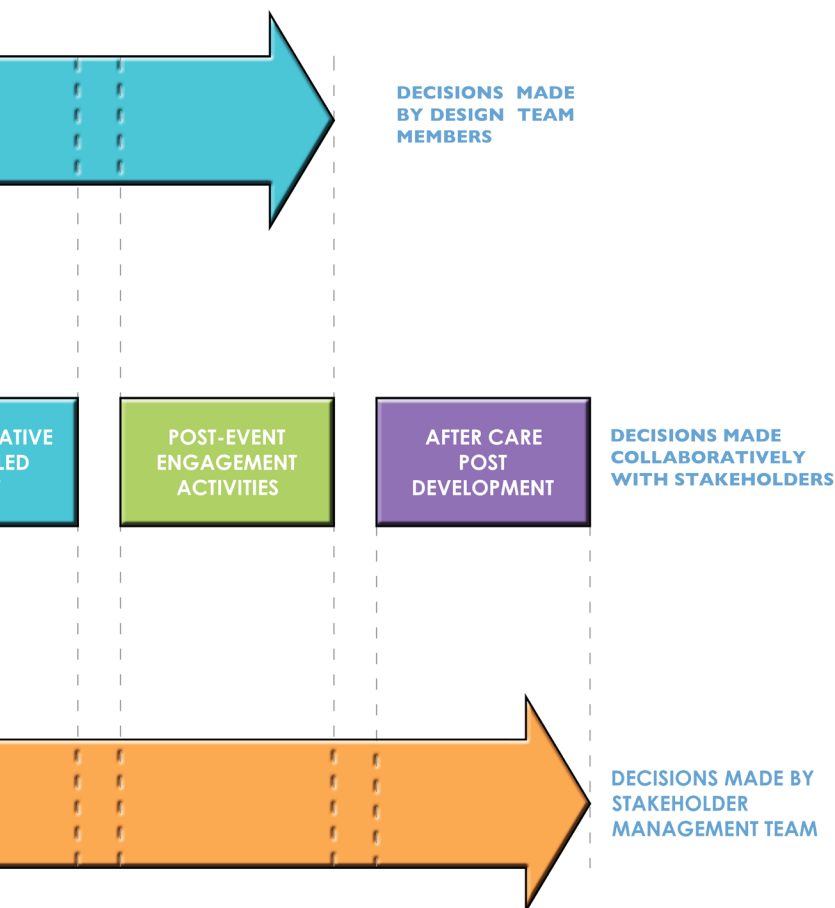 DECISIONS MADE
BY DESIGN TEAM
MEMBERS
ATIVE
LED
POST-EVENT
ENGAGEMENT
ACTIVITIES
AFTER CARE
POST
DEVELOPMENT
DECISIONS MADE
COLLABORATIVELY
WITH STAKEHOLDERS
DECISIONS MADE BY
STAKEHOLDER
MANAGEMENT TEAM